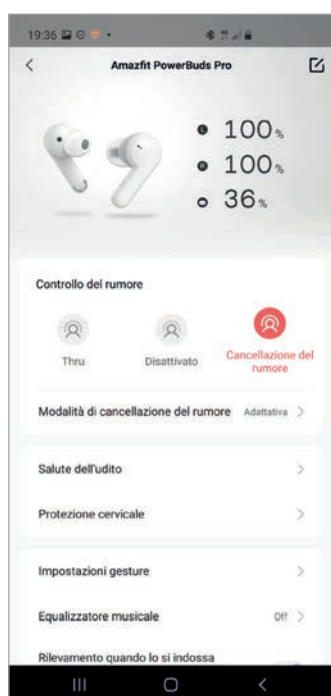 19:36
Amazfit PowerBuds Pro
L 100%
R 100%
36%
Controllo del rumore
Thru
Disattivato
Cancellazione del
rumore
Modalità di cancellazione del rumore Adattativa
Salute dell'udito
Protezione cervicale
Impostazioni gesture
Equalizzatore musicale Off
Rilevamento quando lo si indossa